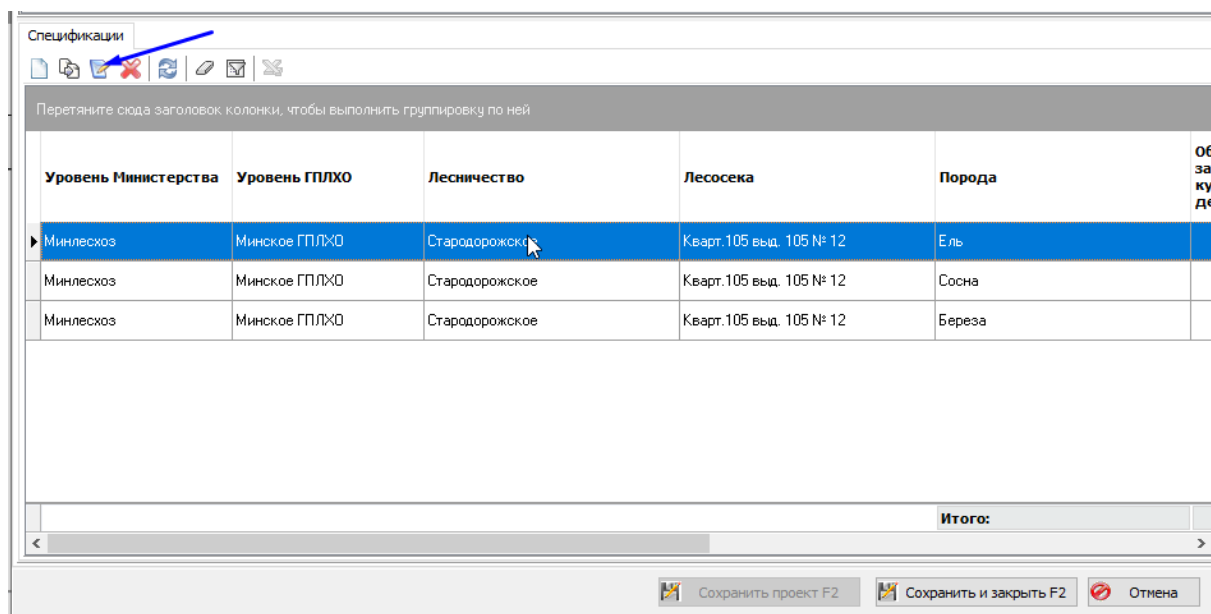 Спецификации
Перетяните сюда заголовок колонки, чтобы выполнить группировку по ней
Уровень Министерства Уровень ГПЛХО Лесничество Лесосека Порода
Минлесхоз Минское ГПЛХО Стародорожское Кварт.105 выд. 105 № 12 Ель
Минлесхоз Минское ГПЛХО Стародорожское Кварт.105 выд. 105 № 12 Сосна
Минлесхоз Минское ГПЛХО Стародорожское Кварт.105 выд. 105 № 12 Береза
Итого:
Сохранить проект F2 Сохранить и закрыть F2 Отмена